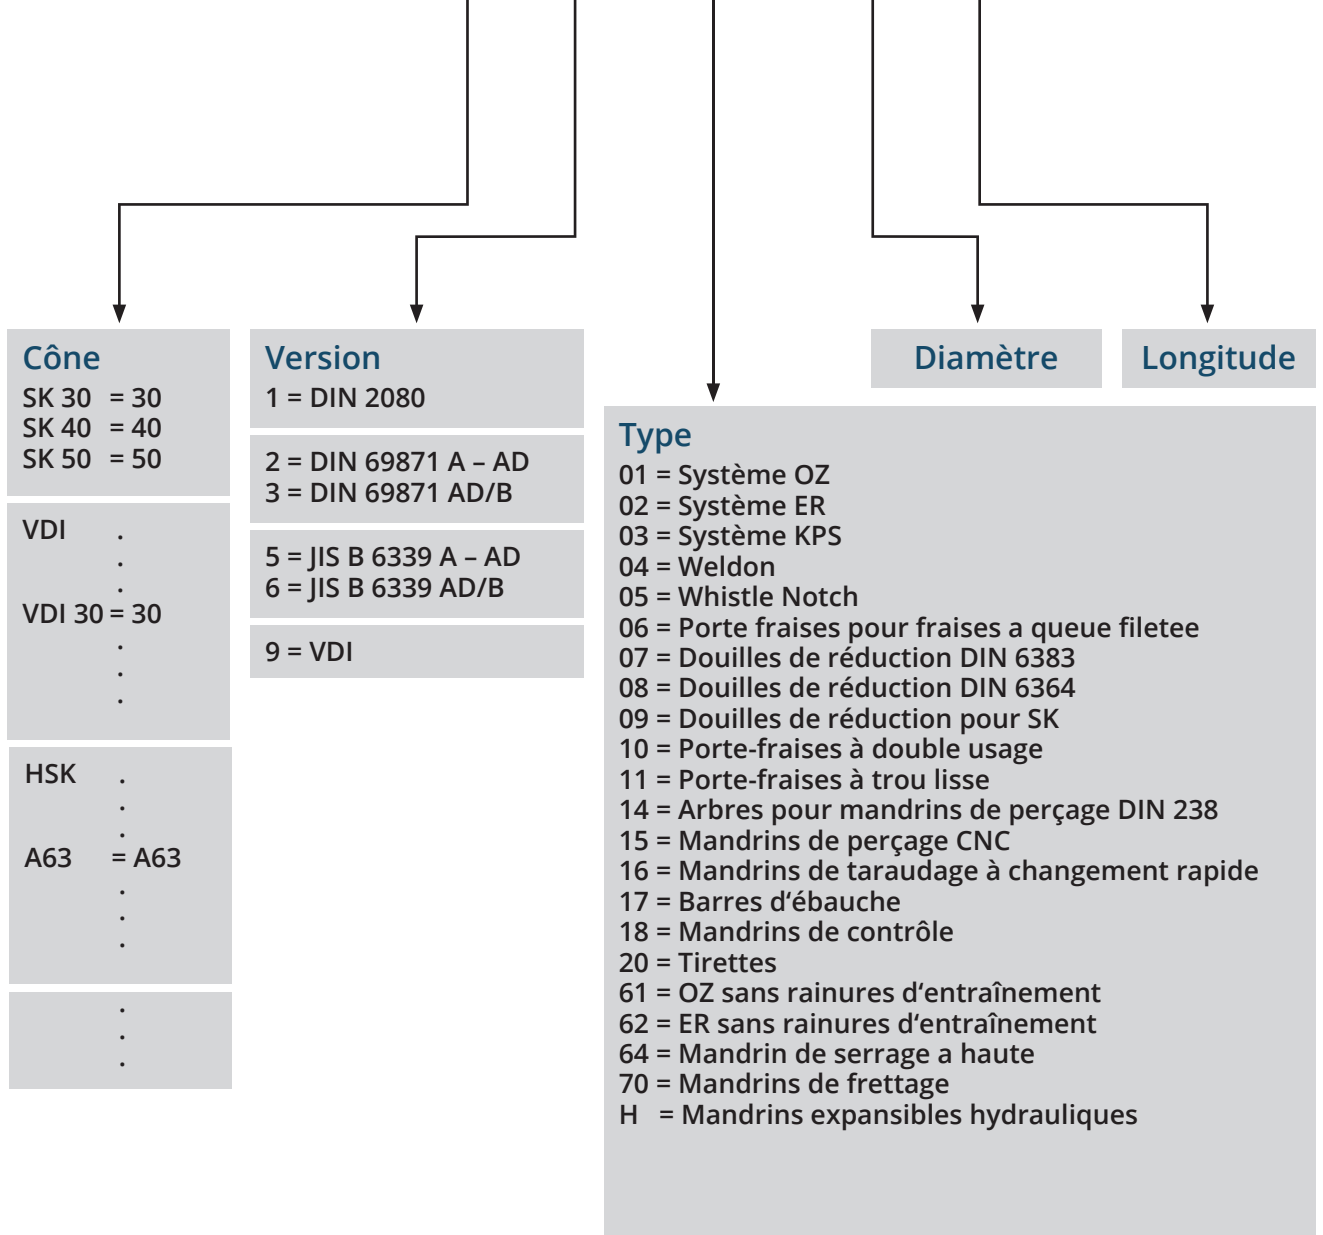 Cône
SK 30 = 30
SK 40 = 40
SK 50 = 50
VDI .
.
.
VDI 30 = 30
.
.
.
HSK .
.
.
A63 = A63
.
.
.
.
.
.
Version
1 = DIN 2080
2 = DIN 69871 A – AD
3 = DIN 69871 AD/B
5 = JIS B 6339 A – AD
6 = JIS B 6339 AD/B
9 = VDI
Type
01 = Système OZ
02 = Système ER
03 = Système KPS
04 = Weldon
05 = Whistle Notch
06 = Porte fraises pour fraises a queue filetee
07 = Douilles de réduction DIN 6383
08 = Douilles de réduction DIN 6364
09 = Douilles de réduction pour SK
10 = Porte-fraises à double usage
11 = Porte-fraises à trou lisse
14 = Arbres pour mandrins de perçage DIN 238
15 = Mandrins de perçage CNC
16 = Mandrins de taraudage à changement rapide
17 = Barres d‘ébauche
18 = Mandrins de contrôle
20 = Tirettes
61 = OZ sans rainures d‘entraînement
62 = ER sans rainures d‘entraînement
64 = Mandrin de serrage a haute
70 = Mandrins de frettage
H = Mandrins expansibles hydrauliques
Diamètre
Longitude